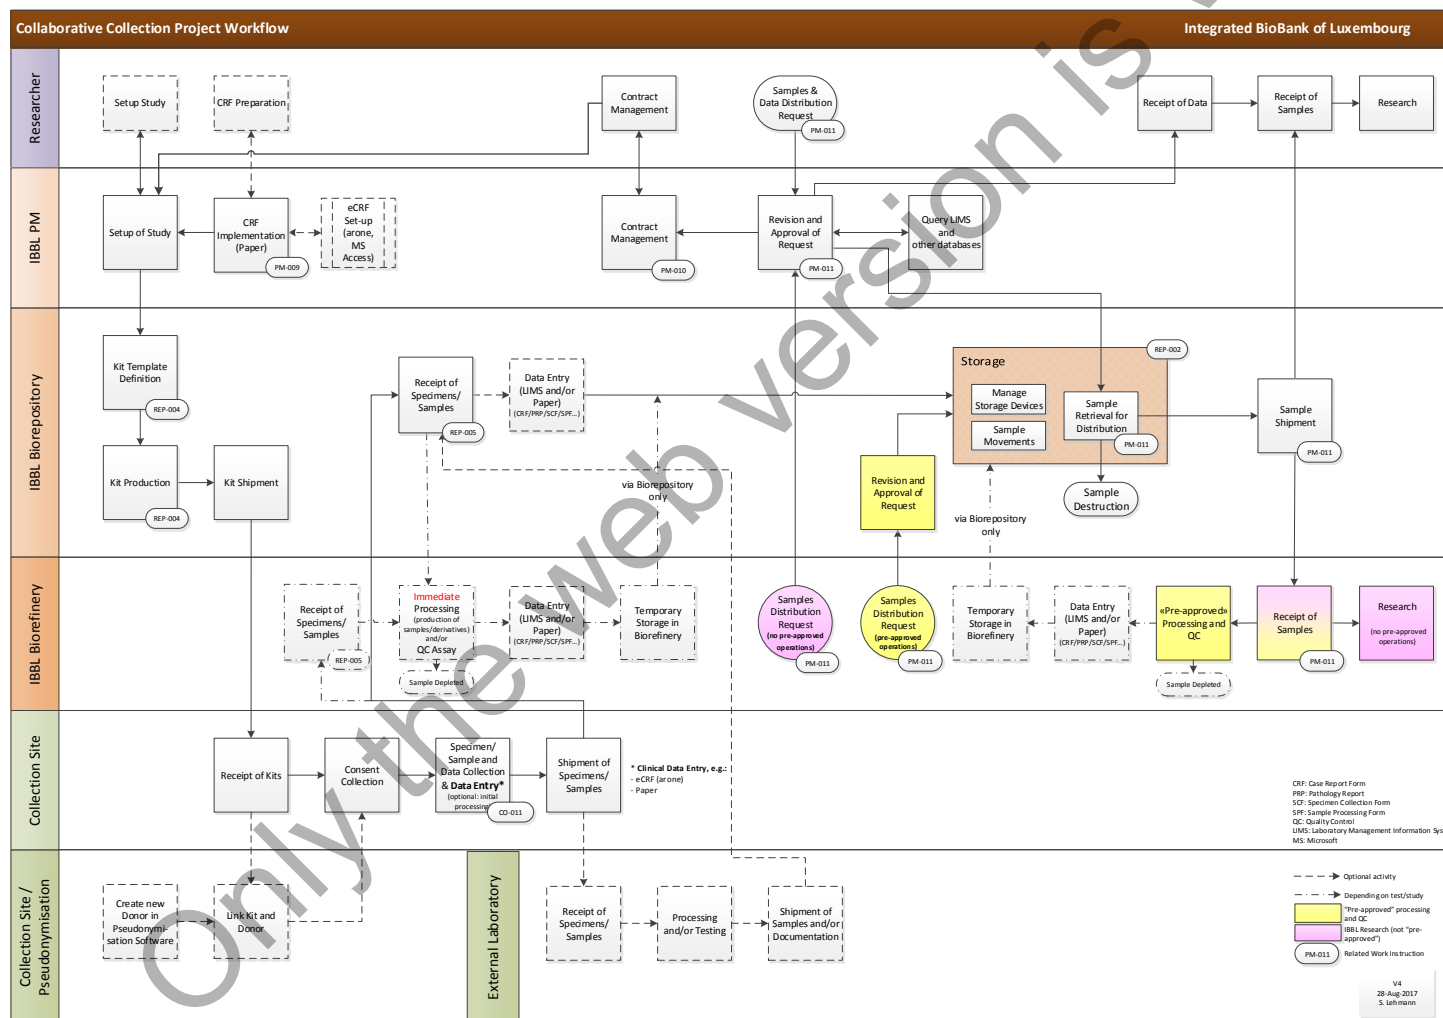 Collaborative Collection Project Workflow
Integrated BioBank of Luxembourg
Researcher
Setup Study
CRF Preparation
Contract
Management
Samples &
Data Distribution
Request
PM-011
Receipt of Data
Receipt of
Samples
Research
IBBL PM
Setup of Study
CRF
Implementation
(Paper)
PM-009
eCRF
Set-up
(arone,
MS
Access)
Contract
Management
PM-010
Revision and
Approval of
Request
PM-011
Query LIMS
and
other databases
IBBL Biorepository
Kit Template
Definition
REP-004
Kit Production
REP-004
Kit Shipment
Receipt of
Specimens/
Samples
REP-005
Data Entry
(LIMS and/or
Paper)
(CRF/PRP/SCF/SPF...)
via Biorepository
only
Revision and
Approval of
Request
Storage
REP-002
Manage
Storage Devices
Sample
Movements
Sample
Retrieval for
Distribution
PM-011
Sample
Destruction
via Biorepository
only
Sample
Shipment
PM-011
IBBL Biorefinery
Receipt of
Specimens/
Samples
REP-005
Immediate
Processing
(production of
samples/derivatives)
and/or
QC Assay
Sample Depleted
Data Entry
(LIMS and/or
Paper)
(CRF/PRP/SCF/SPF...)
Temporary
Storage in
Biorefinery
Samples
Distribution
Request
(no pre-approved
operations)
PM-011
Samples
Distribution
Request
(pre-approved
operations)
PM-011
Temporary
Storage in
Biorefinery
Data Entry
(LIMS and/or
Paper)
(CRF/PRP/SCF/SPF...)
«Pre-approved»
Processing and
QC
Sample Depleted
Receipt of
Samples
PM-011
Research
(no pre-approved
operations)
Collection Site
Receipt of Kits
Consent
Collection
Specimen/
Sample and
Data Collection
& Data Entry*
(optional: initial
processing)
CO-011
Shipment of
Specimens/
Samples
* Clinical Data Entry, e.g.:
- eCRF (arone)
- Paper
CRF: Case Report Form
PRP: Pathology Report
SCF: Specimen Collection Form
SPF: Sample Processing Form
QC: Quality Control
LIMS: Laboratory Management Information Sys
MS: Microsoft
Collection Site /
Pseudonymisation
Create new
Donor in
Pseudonymi-
sation Software
Link Kit and
Donor
External Laboratory
Receipt of
Specimens/
Samples
Processing
and/or Testing
Shipment of
Samples and/or
Documentation
Optional activity
Depending on test/study
"Pre-approved" processing
and QC
IBBL Research (not "pre-
approved")
PM-011
Related Work Instruction
V4
28-Aug-2017
S. Lehmann
Only the web version is v